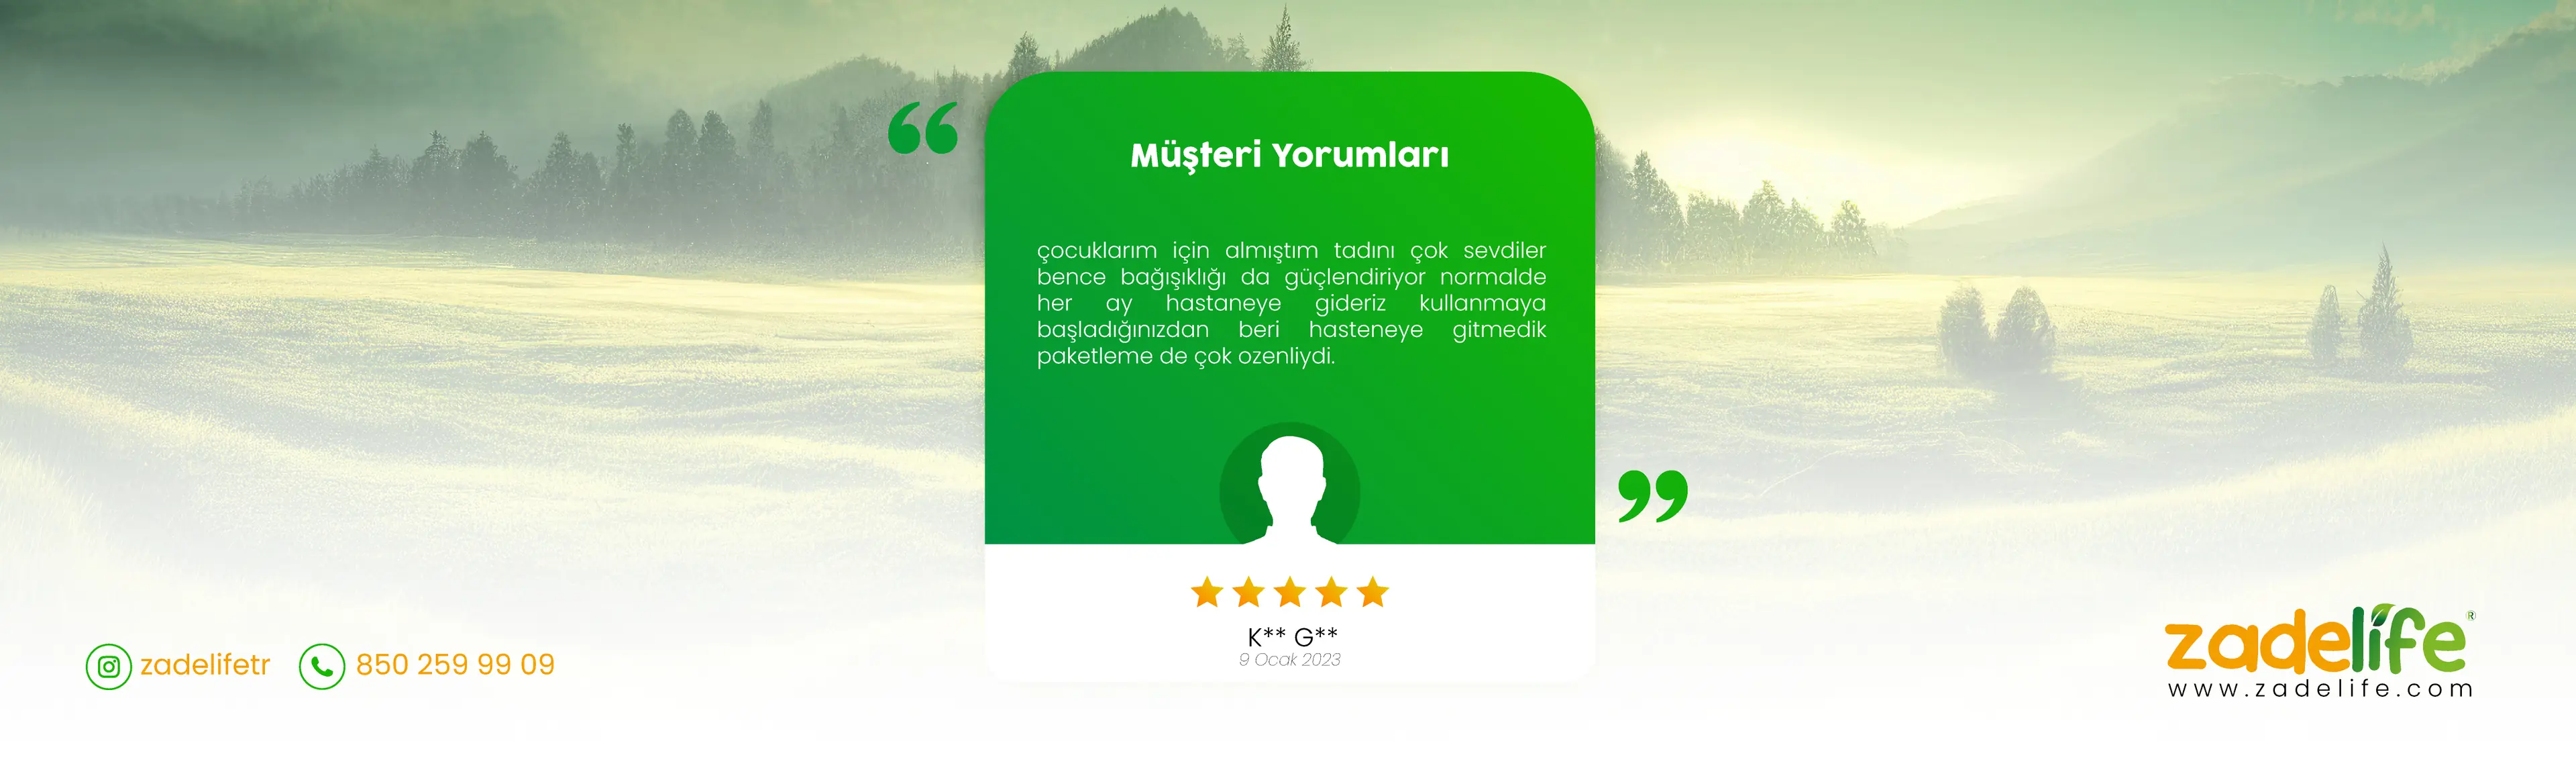 “
Müşteri Yorumları
çocuklarım için almıştım tadını çok sevdiler
bence bağışıklığı da güçlendiriyor normalde
her ay hastaneye gideriz kullanmaya
başladığınızdan beri hasteneye gitmedik
paketleme de çok ozenliydi.
”
K** G**
9 Ocak 2023
zadelifetr 850 259 99 09
zadelife®
www.zadelife.com